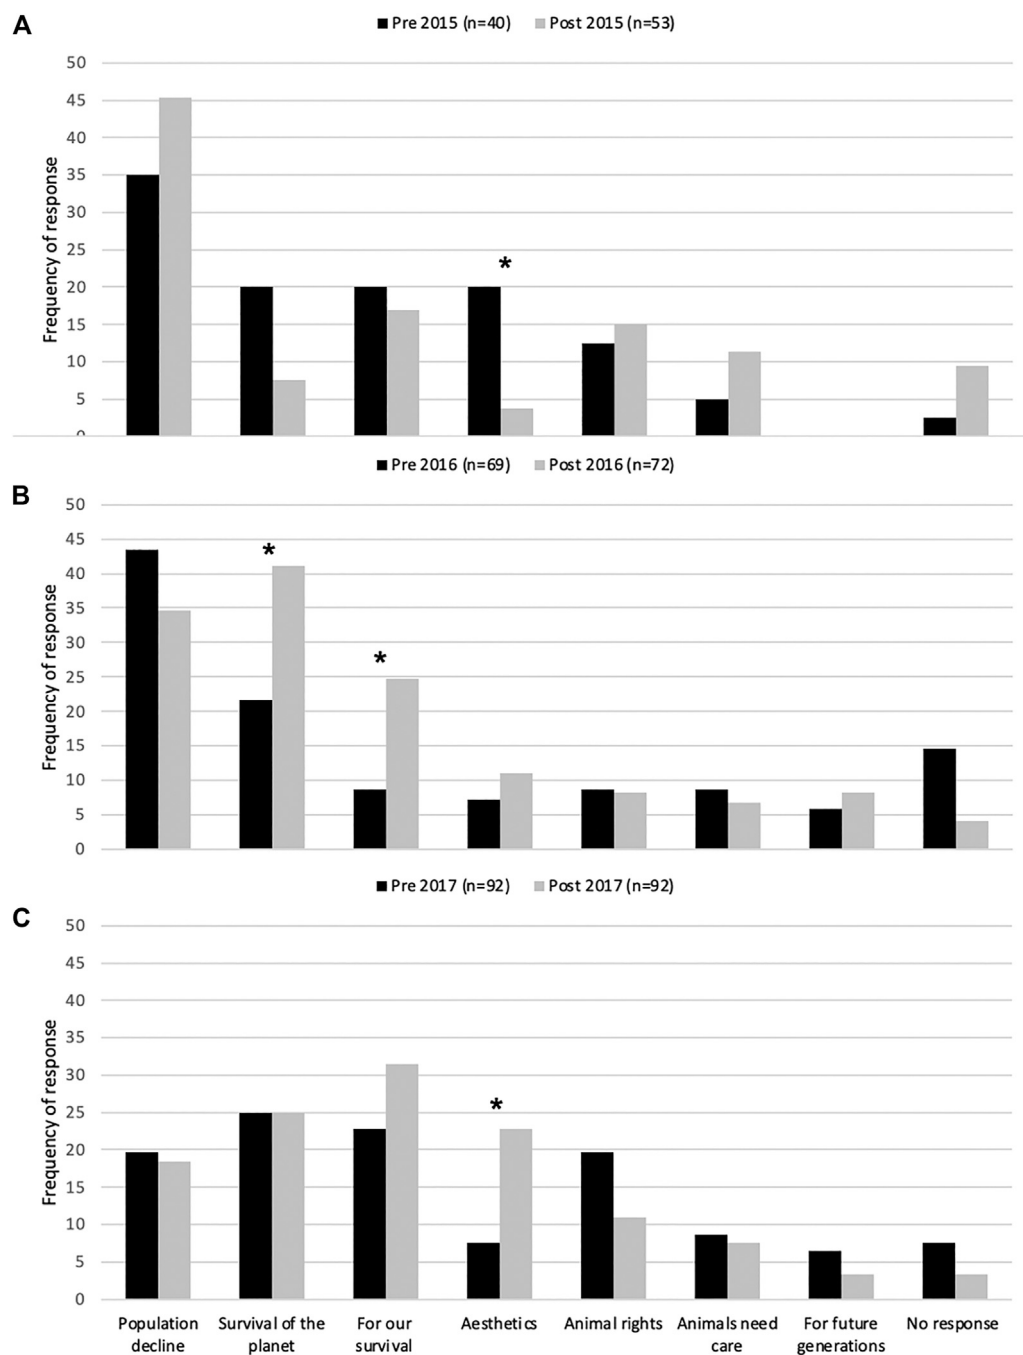 A
Pre 2015 (n=40) Post 2015 (n=53)
50
45
40
35
30
25
20
15
10
5
0
Frequency of response
*
Pre 2016 (n=69) Post 2016 (n=72)
B
50
45
40
35
30
25
20
15
10
5
0
Frequency of response
*
*
Pre 2017 (n=92) Post 2017 (n=92)
C
50
45
40
35
30
25
20
15
10
5
0
Frequency of response
*
Population decline
Survival of the planet
For our survival
Aesthetics
Animal rights
Animals need care
For future generations
No response